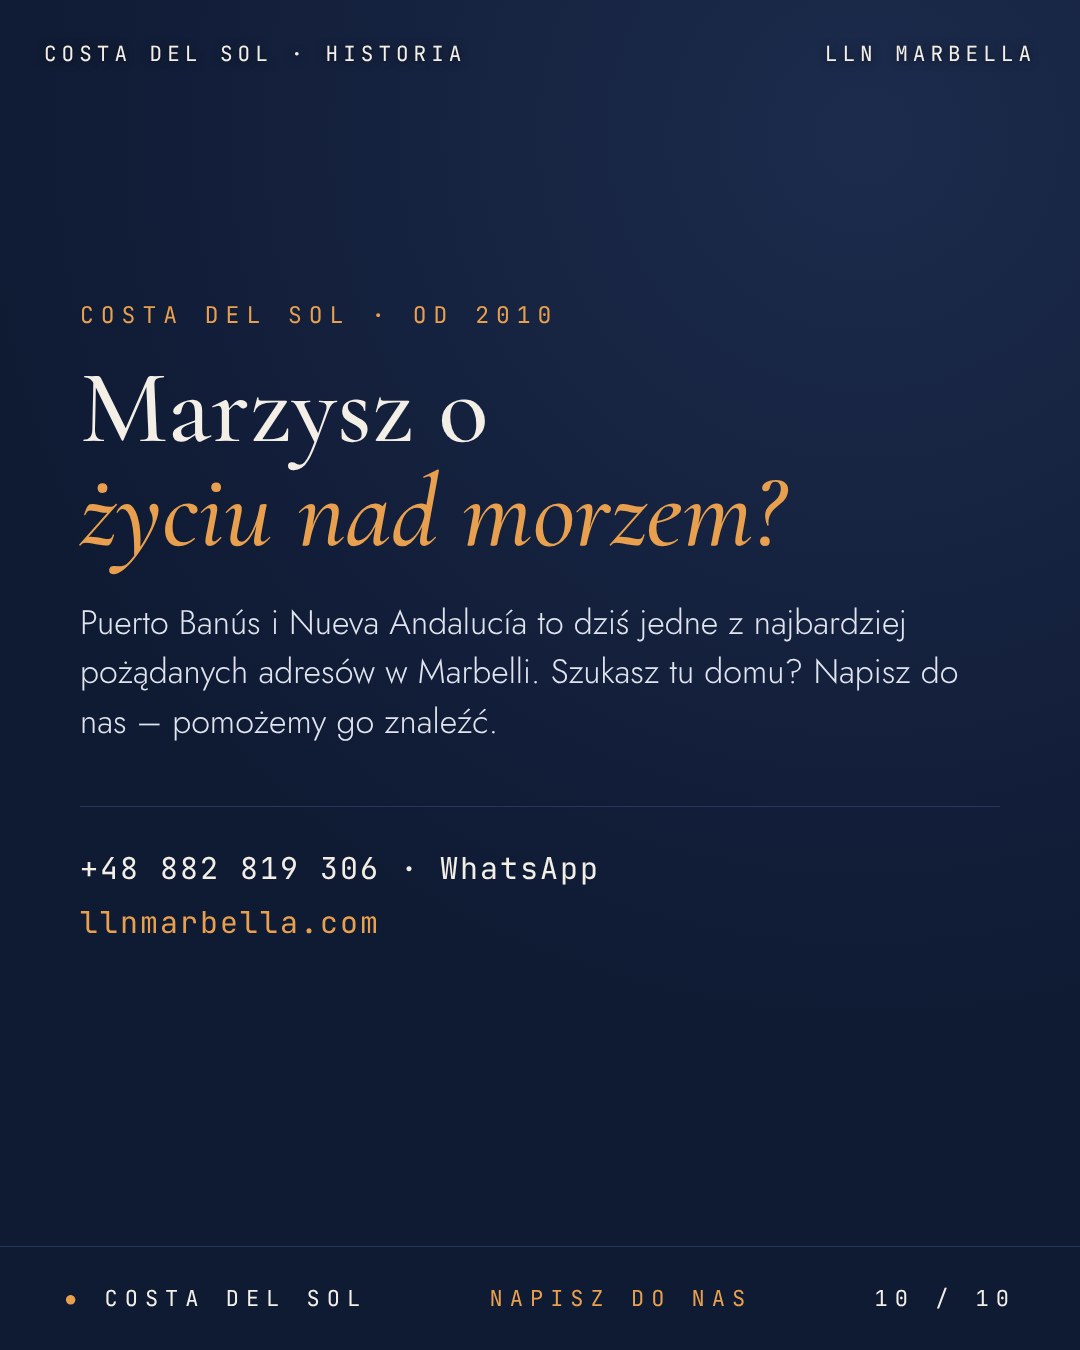 COSTA DEL SOL · HISTORIA
LLN MARBELLA
COSTA DEL SOL · OD 2010
Marzysz o
życiu nad morzem?
Puerto Banús i Nueva Andalucía to dziś jedne z najbardziej
pożądanych adresów w Marbelli. Szukasz tu domu? Napisz do
nas – pomożemy go znaleźć.
+48 882 819 306 · WhatsApp
llnmarbella.com
• COSTA DEL SOL
NAPISZ DO NAS
10 / 10